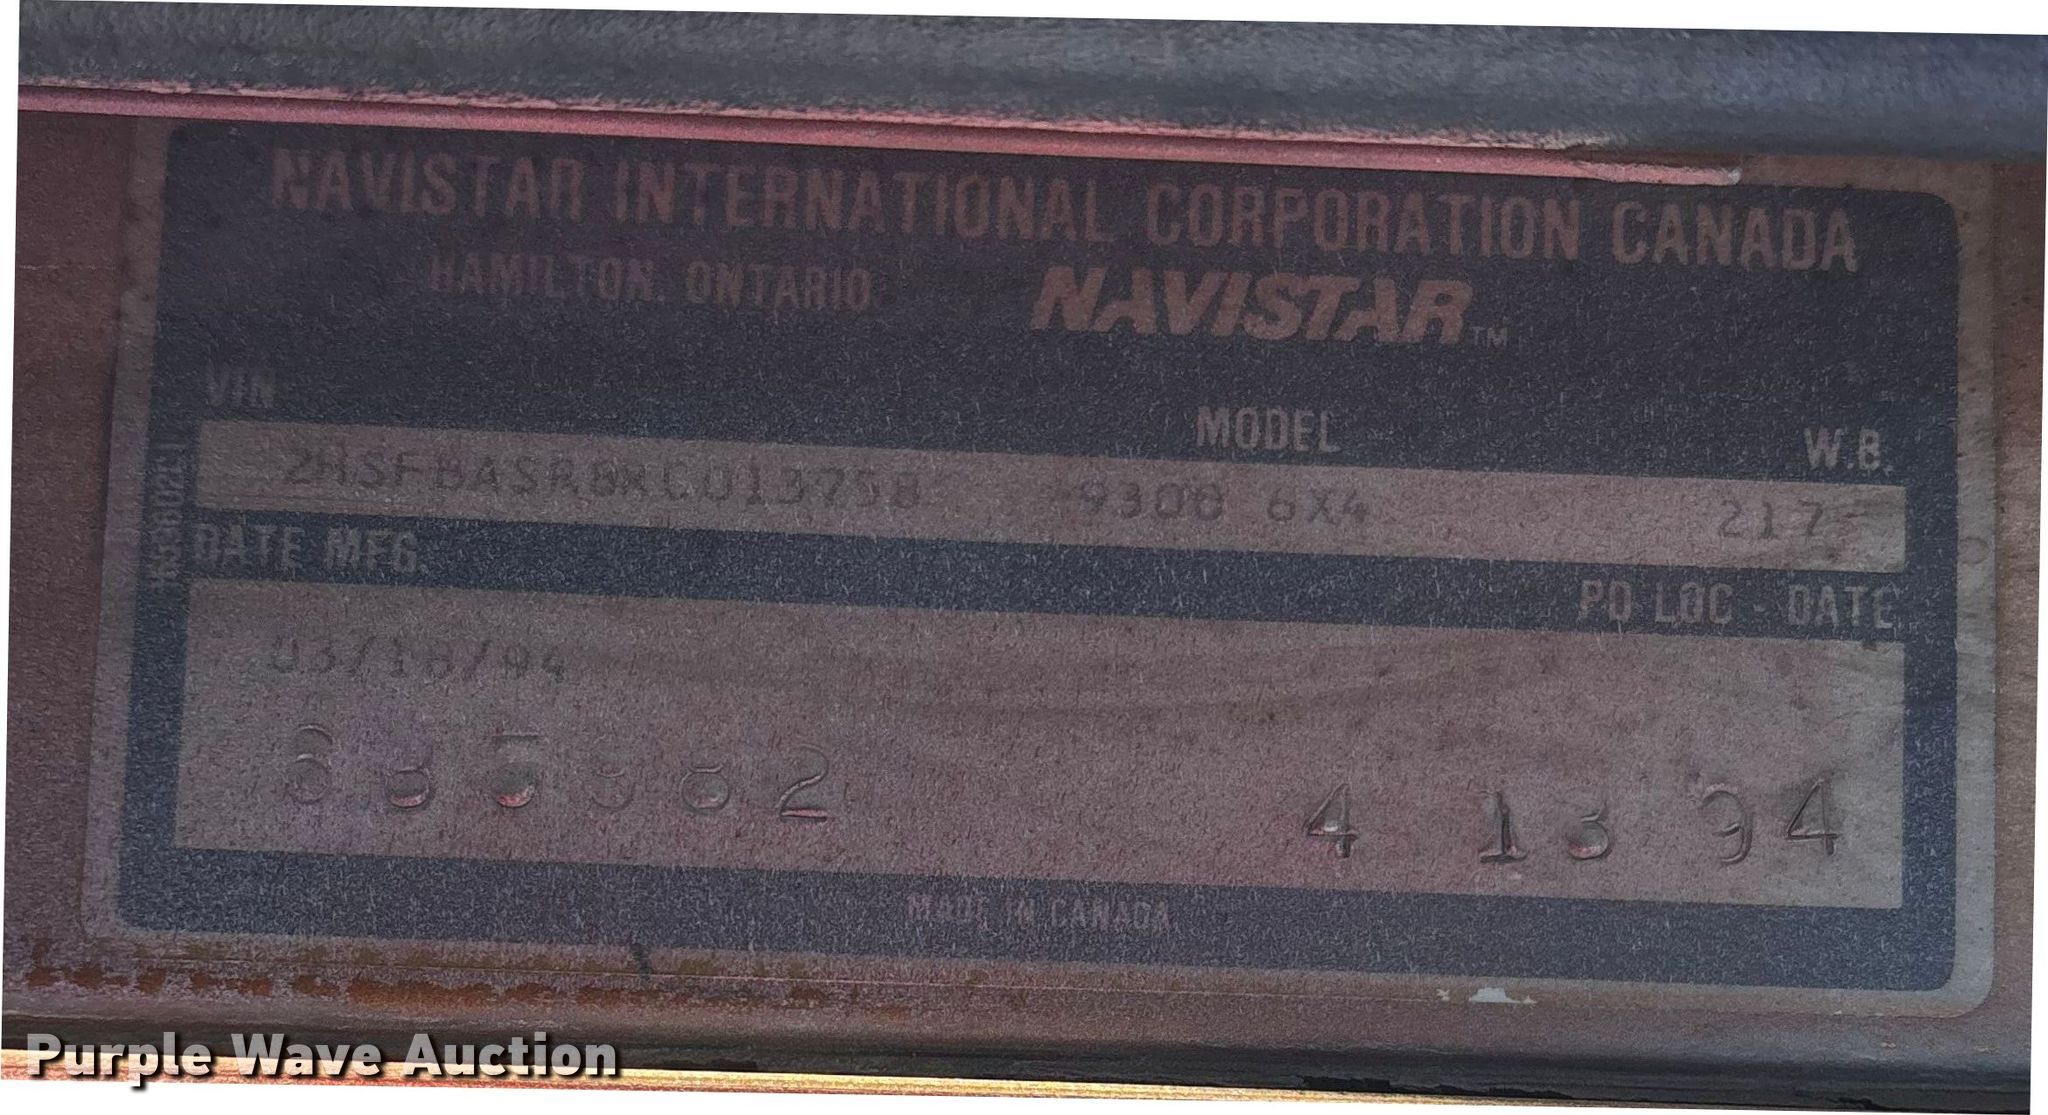 NAVISTAR INTERNATIONAL CORPORATION CANADA
HAMILTON, ONTARIO NAVISTAR™
VIN MODEL W.B.
2HSFBASR8RC013758 9300 6X4 217
DATE MFG. PO LOC - DATE
03/18/94
4 13 94
MADE IN CANADA
Purple Wave Auction